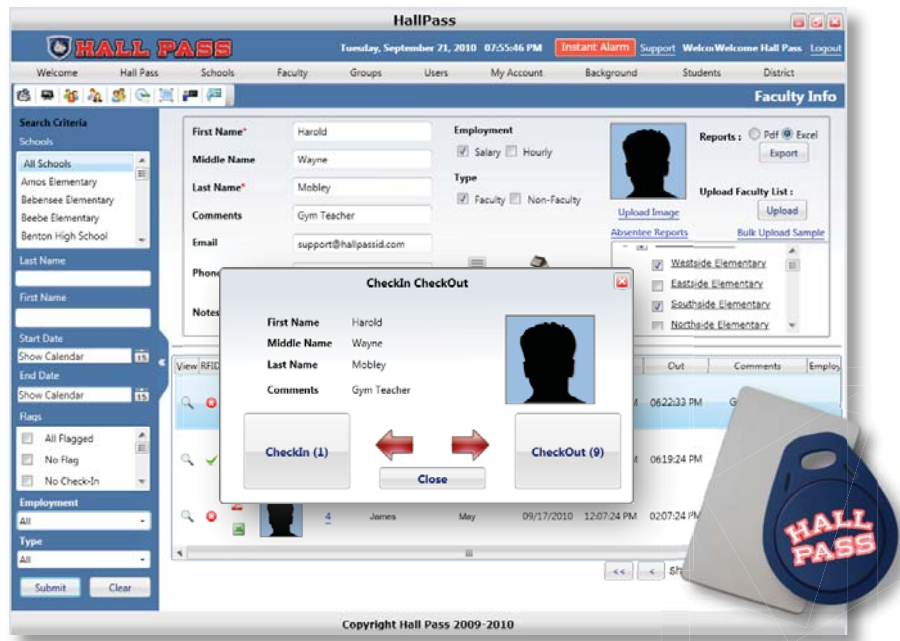 HallPass
HALL PASS
Tuesday, September 21, 2010 07:55:46 PM
Instant Alarm
Support
Welcome Hall Pass
Logout
Welcome Hall Pass Schools Faculty Groups Users My Account Background Students District
Faculty Info
Search Criteria
Schools
All Schools
Amos Elementary
Bebensee Elementary
Beebe Elementary
Benton High School
Last Name
First Name
Start Date
Show Calendar 15
End Date
Show Calendar 15
Flags
All Flagged
No Flag
No Check-In
Employment
All
Type
All
Submit Clear
First Name* Harold
Middle Name Wayne
Last Name* Mobley
Comments Gym Teacher
Email support@hallpassid.com
Phone
Notes
Employment
Salary Hourly
Type
Faculty Non-Faculty
Upload Image
Reports : Pdf Excel
Export
Upload Faculty List :
Upload
Absentee Reports Bulk Upload Sample
Westside Elementary
Eastside Elementary
Southside Elementary
Northside Elementary
CheckIn CheckOut
First Name Harold
Middle Name Wayne
Last Name Mobley
Comments Gym Teacher
CheckIn (1) CheckOut (9)
Close
View RFID Out Comments Employ
0622:33 PM G
0619:24 PM
4 James May 09/17/2010 12:07:24 PM 0207:24 PM
<< < Sh
HALL PASS
Copyright Hall Pass 2009-2010